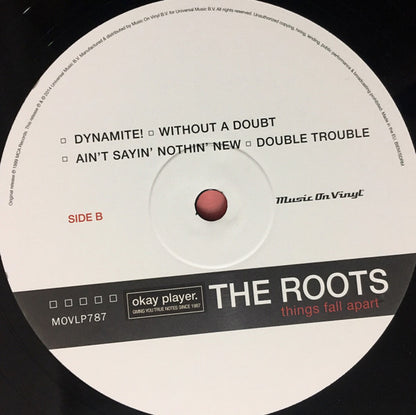 Original release ℗ 1999 MCA Records. This release ℗ & © 2014 Universal Music B.V. Manufactured & distributed by Music On Vinyl B.V. for Universal Music B.V. All rights reserved. Unauthorized copying, hiring, lending, public performance & broadcasting prohibited. Made in the EU.
□ DYNAMITE! □ WITHOUT A DOUBT
□ AIN'T SAYIN' NOTHIN' NEW □ DOUBLE TROUBLE
SIDE B
Music On Vinyl
□ □ □ □ □
MOVLP787
okay player.
GIVING YOU TRUE NOTES SINCE 1987
THE ROOTS
things fall apart